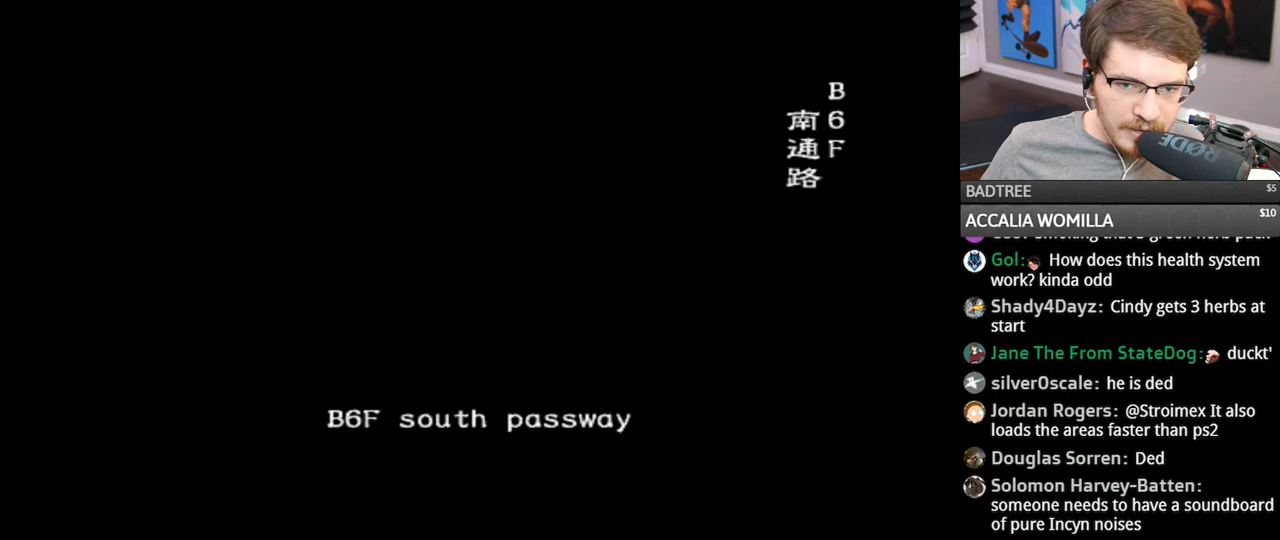 B6F
南通路
B6F south passway
RØDE
BADTREE
$5
ACCALIA WOMILLA
$10
Gol: How does this health system
work? kinda odd
Shady4Dayz: Cindy gets 3 herbs at
start
Jane The From StateDog: duckt'
silver0scale: he is ded
Jordan Rogers: @Stroimex It also
loads the areas faster than ps2
Douglas Sorren: Ded
Solomon Harvey-Batten:
someone needs to have a soundboard
of pure Incyn noises